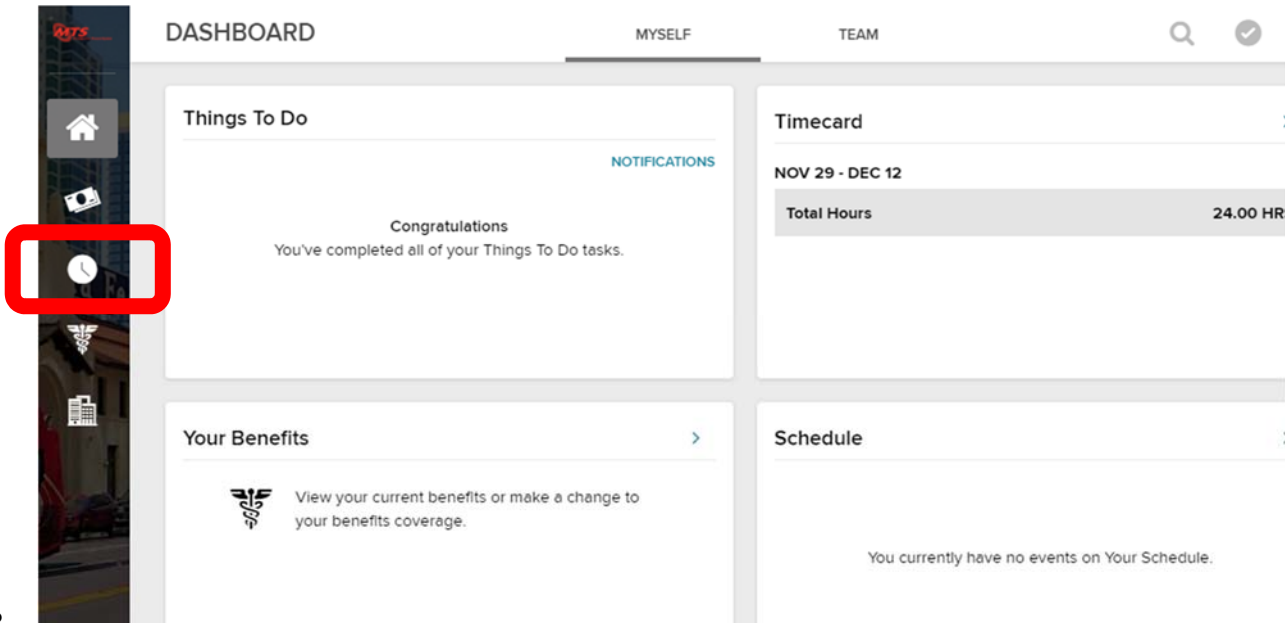 MTS
DASHBOARD
MYSELF
TEAM
Things To Do
NOTIFICATIONS
Congratulations
You've completed all of your Things To Do tasks.
Timecard
NOV 29 - DEC 12
Total Hours
24.00 HR
Your Benefits
View your current benefits or make a change to
your benefits coverage.
Schedule
You currently have no events on Your Schedule.